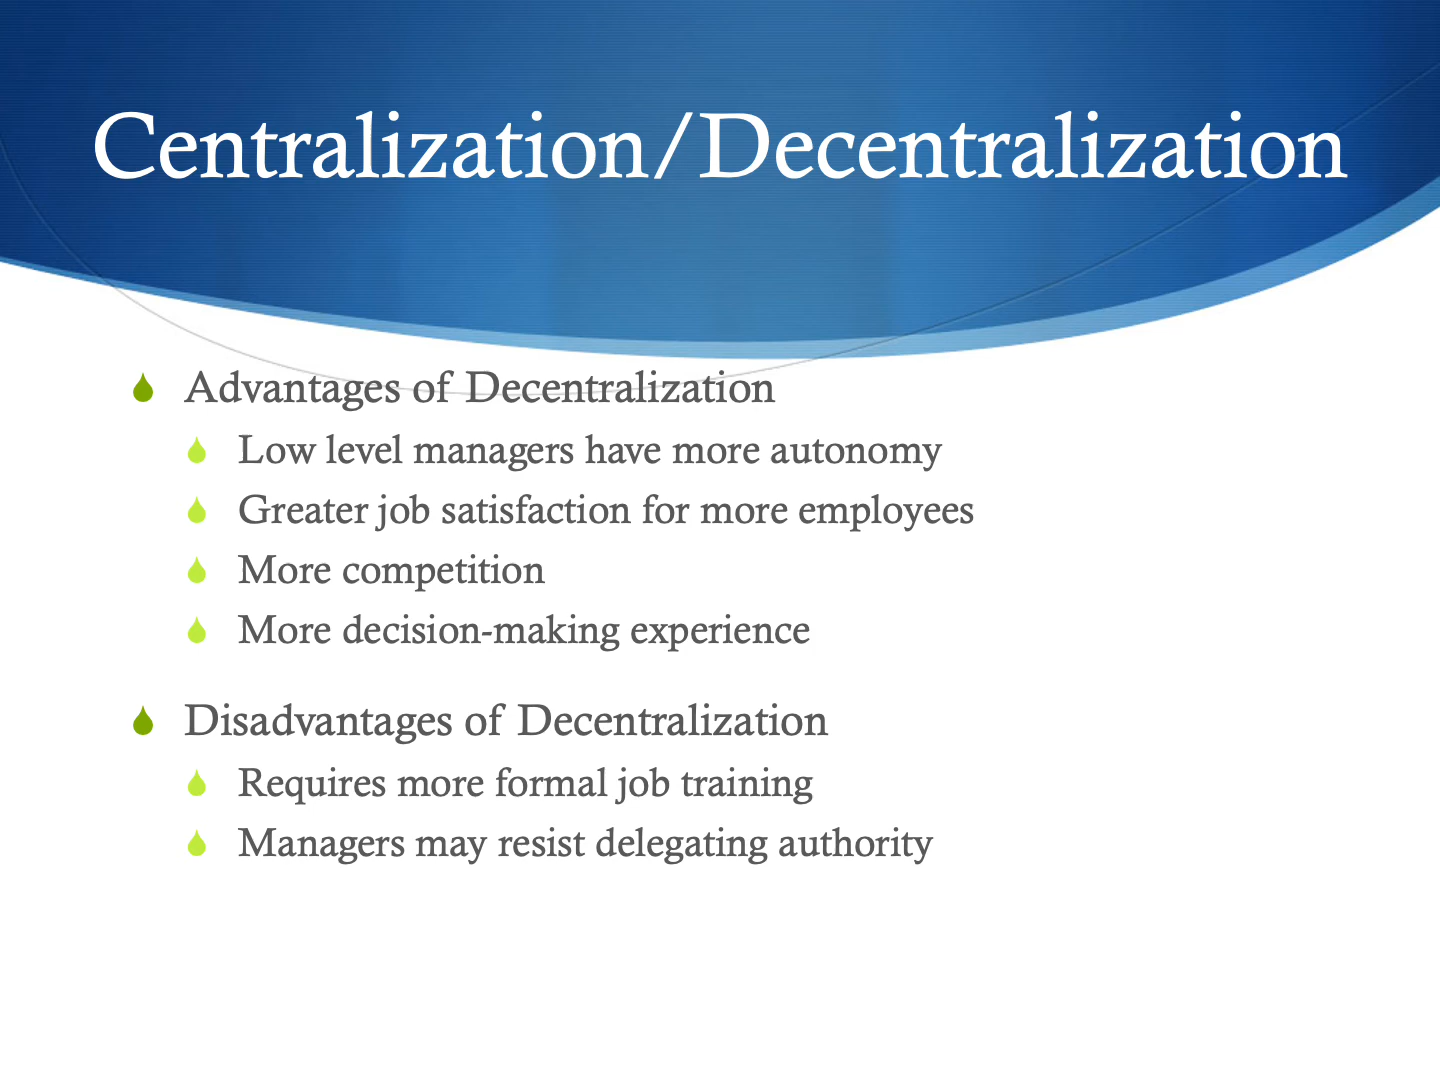 Centralization/Decentralization
Advantages of Decentralization
Low level managers have more autonomy
Greater job satisfaction for more employees
More competition
More decision-making experience
Disadvantages of Decentralization
Requires more formal job training
Managers may resist delegating authority